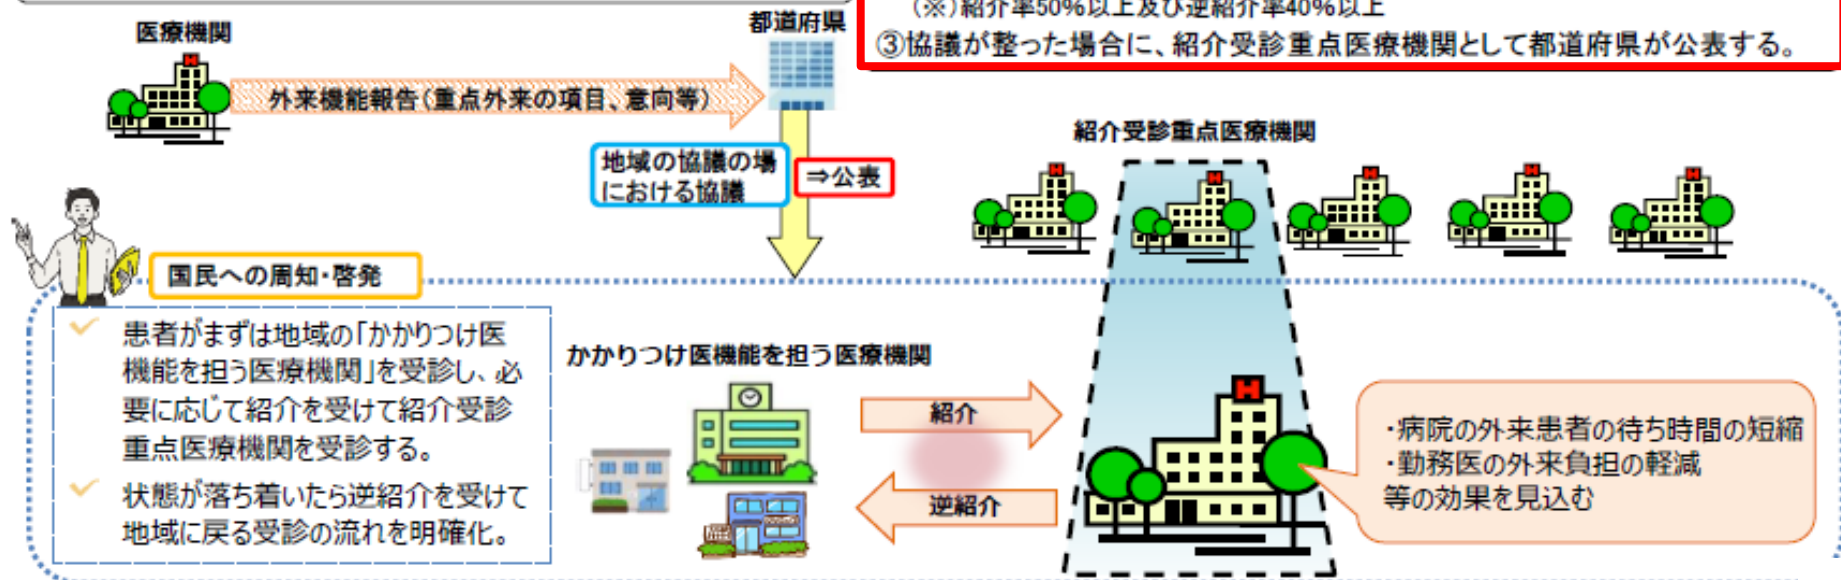 (※)紹介率50%以上及び逆紹介率40%以上
③協議が整った場合に、紹介受診重点医療機関として都道府県が公表する。
医療機関
都道府県
外来機能報告(重点外来の項目、意向等)
地域の協議の場
における協議
⇒公表
紹介受診重点医療機関
国民への周知・啓発
患者がまずは地域の「かかりつけ医
機能を担う医療機関」を受診し、必
要に応じて紹介を受けて紹介受診
重点医療機関を受診する。
状態が落ち着いたら逆紹介を受けて
地域に戻る受診の流れを明確化。
かかりつけ医機能を担う医療機関
紹介
逆紹介
・病院の外来患者の待ち時間の短縮
・勤務医の外来負担の軽減
等の効果を見込む